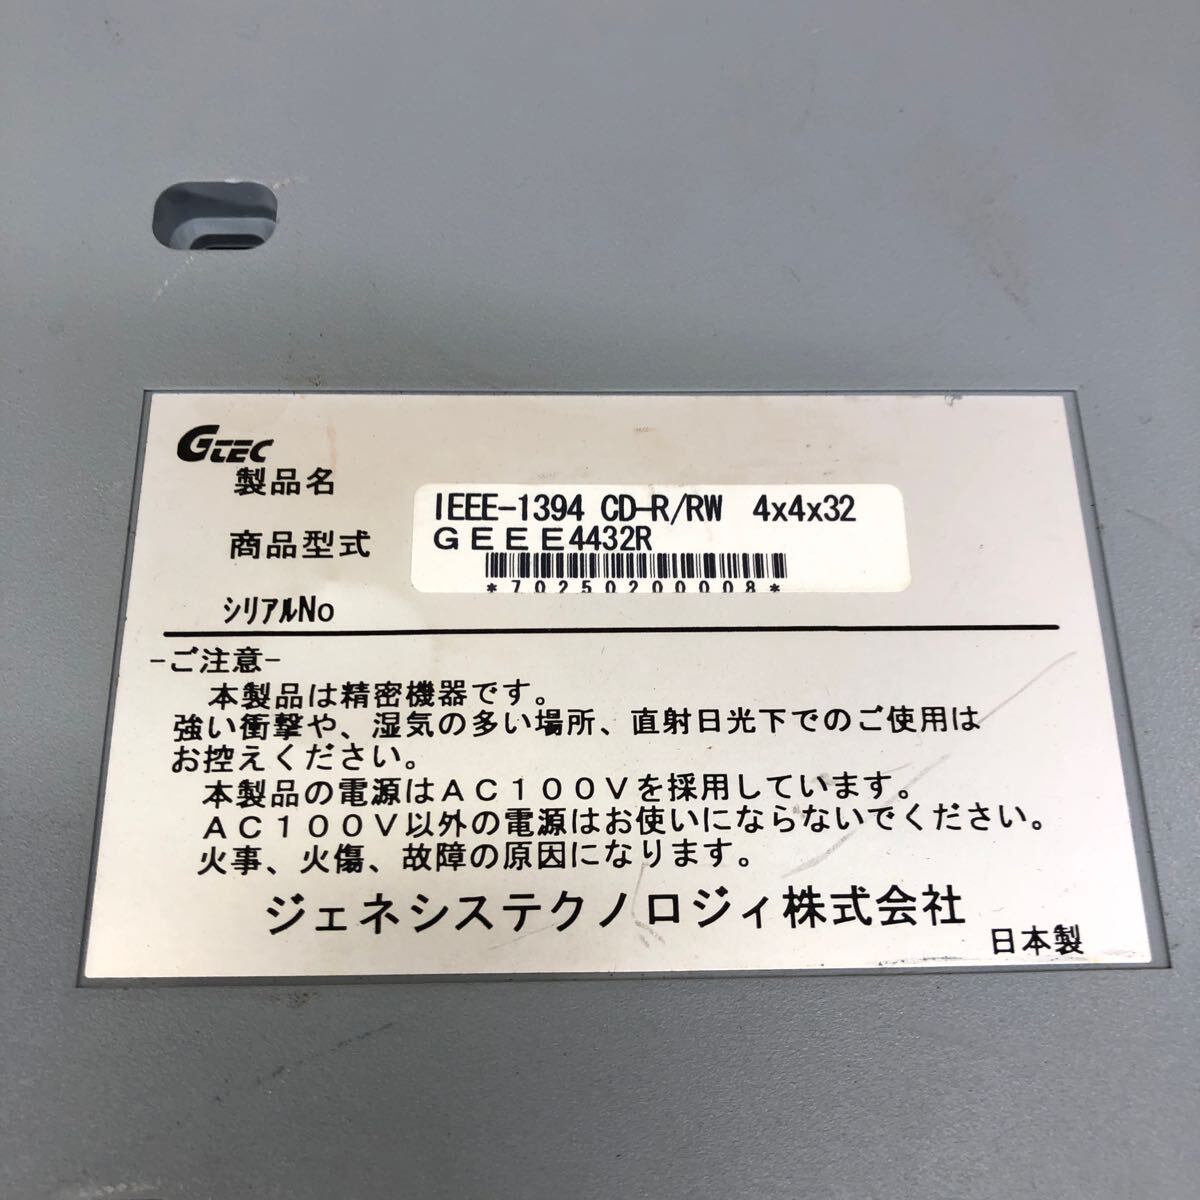 GTEC
製品名 IEEE-1394 CD-R/RW 4x4x32
商品型式 ＧＥＥＥ4432R
*702502000008*
シリアルNo
-ご注意-
本製品は精密機器です。
強い衝撃や、湿気の多い場所、直射日光下でのご使用は
お控えください。
本製品の電源はＡＣ１００Ｖを採用しています。
ＡＣ１００Ｖ以外の電源はお使いにならないでください。
火事、火傷、故障の原因になります。
ジェネシステクノロジィ株式会社
日本製